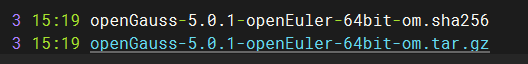 3 15:19 openGauss-5.0.1-openEuler-64bit-om.sha256
3 15:19 openGauss-5.0.1-openEuler-64bit-om.tar.gz